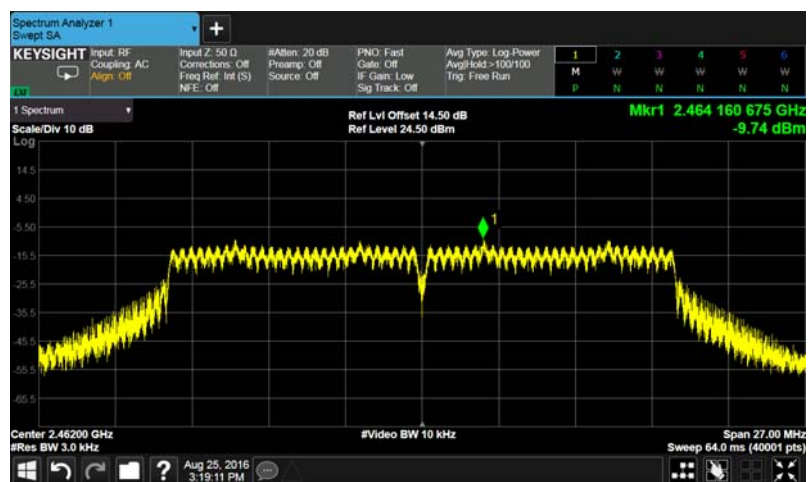 Spectrum Analyzer 1
Swept SA
KEYSIGHT
Input: RF
Coupling: AC
Align: Off
Input Z: 50 Ω
Corrections: Off
Freq Ref: Int (S)
NFE: Off
#Atten: 20 dB
Preamp: Off
Source: Off
PNO: Fast
Gate: Off
IF Gain: Low
Sig Track: Off
Avg Type: Log-Power
Avg|Hold:>100/100
Trig: Free Run
1 2 3 4 5 6
M W W W W W
P N N N N N
LXI
1 Spectrum
Scale/Div 10 dB
Ref Lvl Offset 14.50 dB
Ref Level 24.50 dBm
Mkr1 2.464 160 675 GHz
-9.74 dBm
Log
14.5
4.50
-5.50
1
-15.5
-25.5
-35.5
-45.5
-55.5
-65.5
Center 2.46200 GHz
#Res BW 3.0 kHz
#Video BW 10 kHz
Span 27.00 MHz
Sweep 64.0 ms (40001 pts)
?
Aug 25, 2016
3:19:11 PM